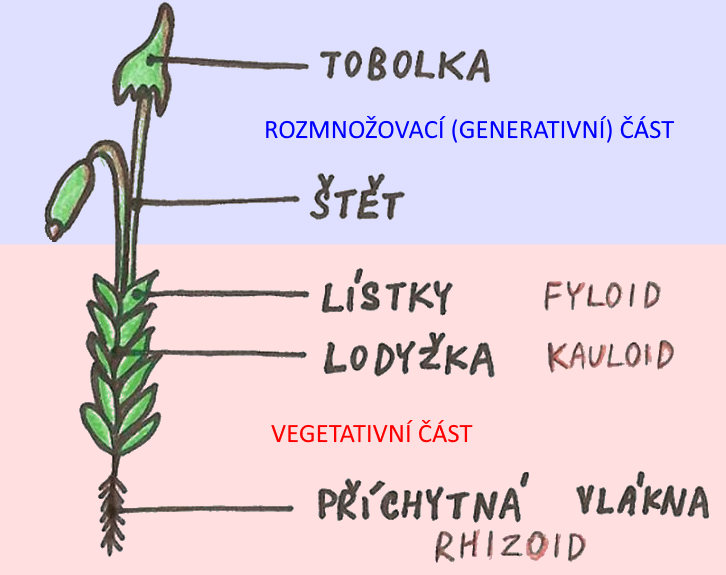 TOBOLKA
ROZMNOŽOVACÍ (GENERATIVNÍ) ČÁST
ŠTĚT
LÍSTKY FYLOID
LODYŽKA KAULOID
VEGETATIVNÍ ČÁST
PŘÍCHYTNÁ VLÁKNA
RHIZOID